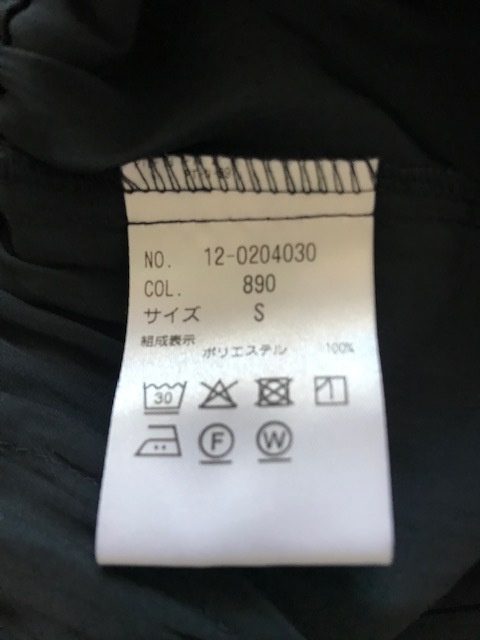 NO. 12-0204030
COL. 890
サイズ S
組成表示
ポリエステル 100%
30
F W